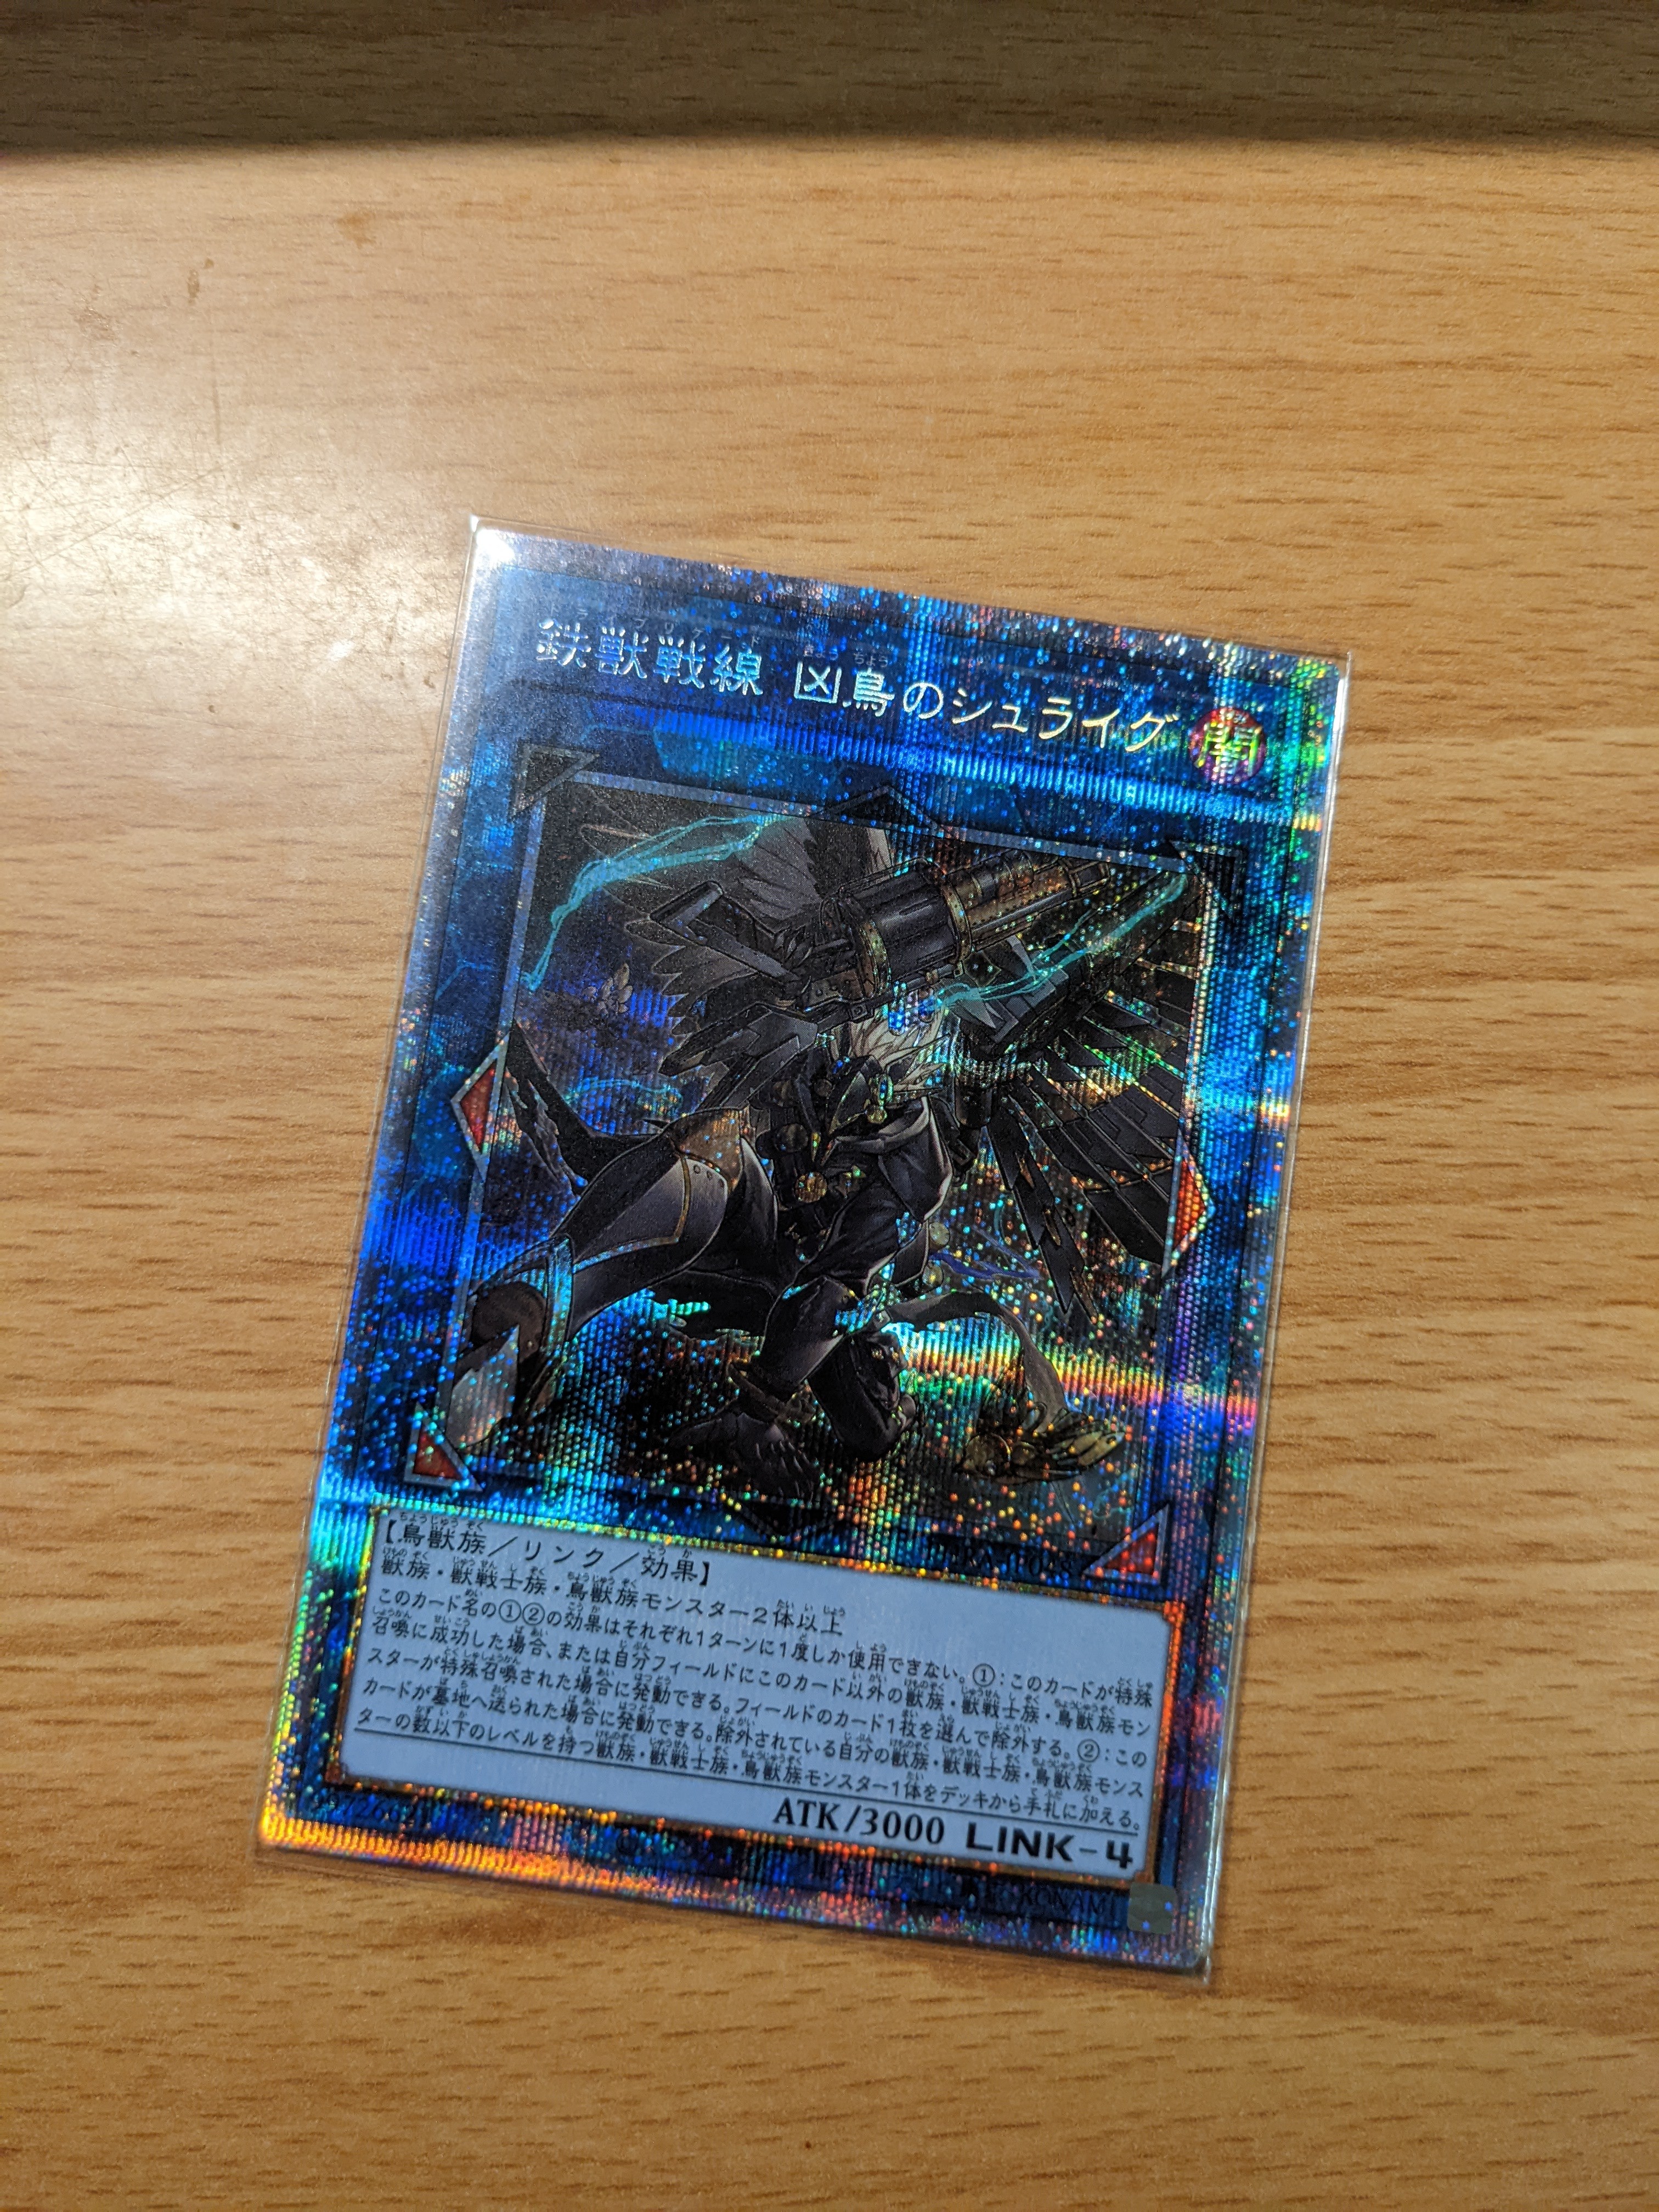 鉄獣戦線 凶鳥のシュライグ
闇
【鳥獣族／リンク／効果】
獣族・獣戦士族・鳥獣族モンスター2体以上
このカード名の①②の効果はそれぞれ1ターンに1度しか使用できない。①：このカードが特殊
召喚に成功した場合、または自分フィールドにこのカード以外の獣族・獣戦士族・鳥獣族モン
スターが特殊召喚された場合に発動できる。フィールドのカード1枚を選んで除外する。②：この
カードが墓地へ送られた場合に発動できる。除外されている自分の獣族・獣戦士族・鳥獣族モンス
ターの数以下のレベルを持つ獣族・獣戦士族・鳥獣族モンスター1体をデッキから手札に加える。
ATK/3000 LINK-4
KONAMI